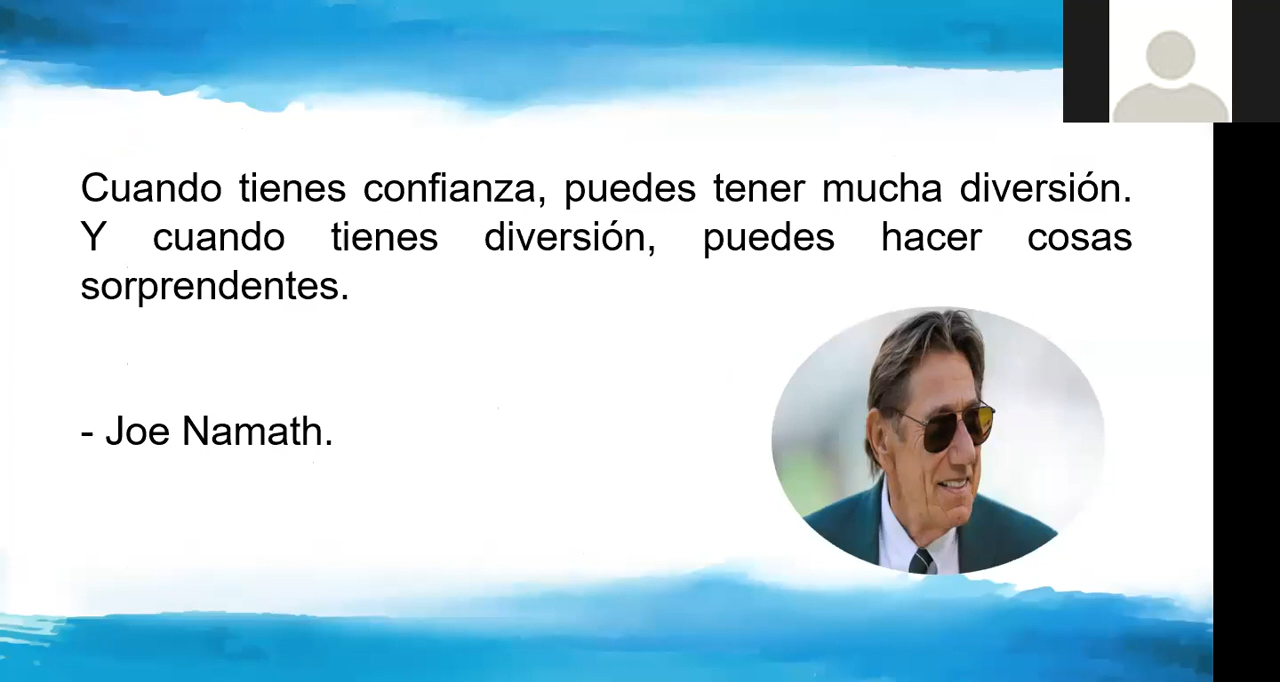 Cuando tienes confianza, puedes tener mucha diversión.
Y cuando tienes diversión, puedes hacer cosas
sorprendentes.
- Joe Namath.